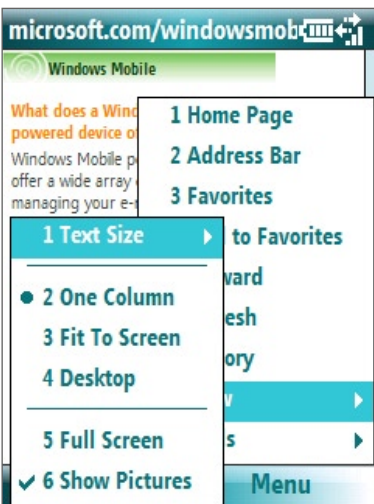 microsoft.com/windowsmob
Windows Mobile
What does a Wind
powered device of
Windows Mobile p
offer a wide array
managing your e-
1 Home Page
2 Address Bar
3 Favorites
to Favorites
ward
esh
ory
w
s
1 Text Size
2 One Column
3 Fit To Screen
4 Desktop
5 Full Screen
6 Show Pictures
Menu